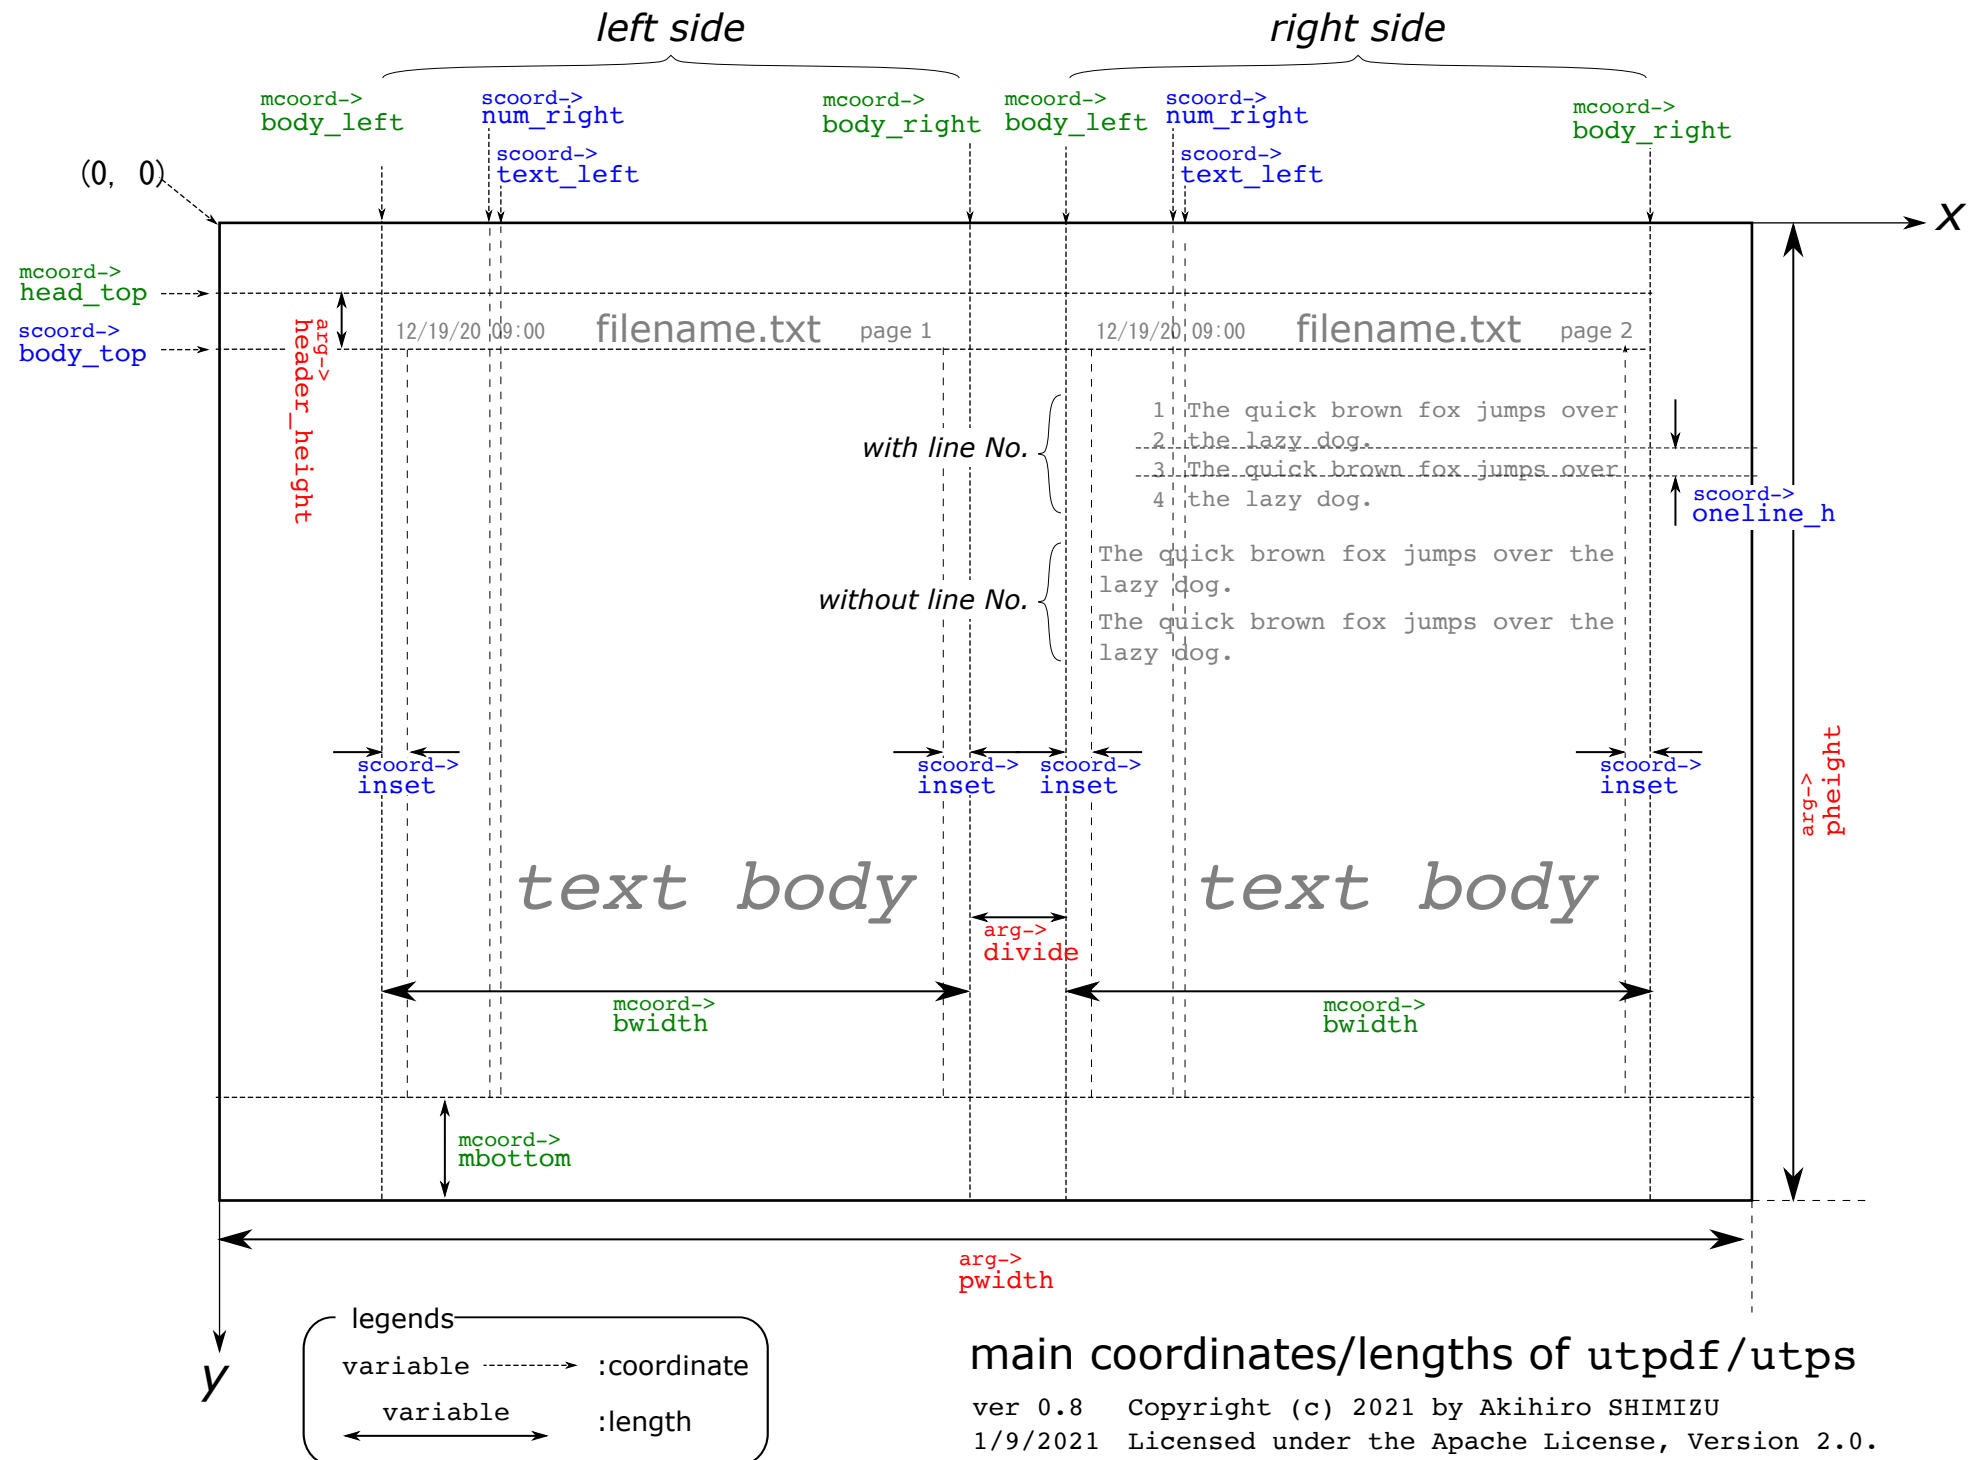 left side
right side
mcoord->
body_left
scoord->
num_right
scoord->
text_left
mcoord->
body_right
mcoord->
body_left
scoord->
num_right
scoord->
text_left
mcoord->
body_right
(0, 0)
x
mcoord->
head_top
scoord->
body_top
arg->
header_height
12/19/20 09:00 filename.txt page 1
12/19/20 09:00 filename.txt page 2
with line No.
1 The quick brown fox jumps over
2 the lazy dog.
3 The quick brown fox jumps over
4 the lazy dog.
scoord->
oneline_h
without line No.
The quick brown fox jumps over the
lazy dog.
The quick brown fox jumps over the
lazy dog.
scoord->
inset
scoord->
inset
scoord->
inset
scoord->
inset
arg->
pheight
text body
text body
arg->
divide
mcoord->
bwidth
mcoord->
bwidth
mcoord->
mbottom
arg->
pwidth
y
legends
variable :coordinate
variable :length
main coordinates/lengths of utpdf/utps
ver 0.8 Copyright (c) 2021 by Akihiro SHIMIZU
1/9/2021 Licensed under the Apache License, Version 2.0.